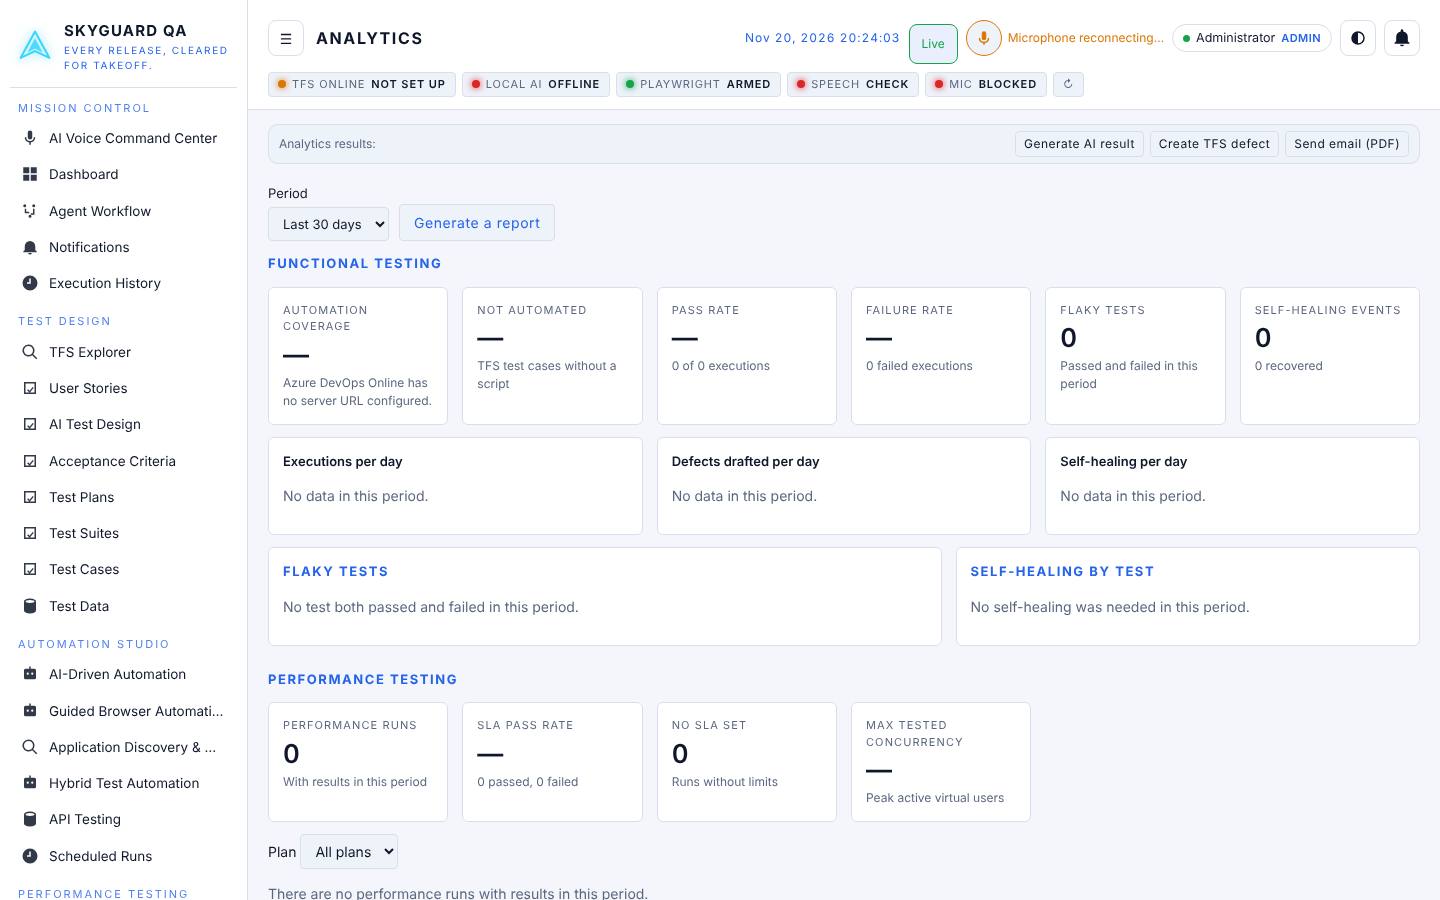 SKYGUARD QA
EVERY RELEASE, CLEARED
FOR TAKEOFF.
MISSION CONTROL
AI Voice Command Center
Dashboard
Agent Workflow
Notifications
Execution History
TEST DESIGN
TFS Explorer
User Stories
AI Test Design
Acceptance Criteria
Test Plans
Test Suites
Test Cases
Test Data
AUTOMATION STUDIO
AI-Driven Automation
Guided Browser Automati...
Application Discovery & ...
Hybrid Test Automation
API Testing
Scheduled Runs
PERFORMANCE TESTING
ANALYTICS
Nov 20, 2026 20:24:03
Live
Microphone reconnecting...
Administrator ADMIN
TFS ONLINE NOT SET UP
LOCAL AI OFFLINE
PLAYWRIGHT ARMED
SPEECH CHECK
MIC BLOCKED
Analytics results:
Generate AI result
Create TFS defect
Send email (PDF)
Period
Last 30 days
Generate a report
FUNCTIONAL TESTING
AUTOMATION
COVERAGE
—
Azure DevOps Online has
no server URL configured.
NOT AUTOMATED
—
TFS test cases without a
script
PASS RATE
—
0 of 0 executions
FAILURE RATE
—
0 failed executions
FLAKY TESTS
0
Passed and failed in this
period
SELF-HEALING EVENTS
0
0 recovered
Executions per day
No data in this period.
Defects drafted per day
No data in this period.
Self-healing per day
No data in this period.
FLAKY TESTS
No test both passed and failed in this period.
SELF-HEALING BY TEST
No self-healing was needed in this period.
PERFORMANCE TESTING
PERFORMANCE RUNS
0
With results in this period
SLA PASS RATE
—
0 passed, 0 failed
NO SLA SET
0
Runs without limits
MAX TESTED
CONCURRENCY
—
Peak active virtual users
Plan All plans
There are no performance runs with results in this period.